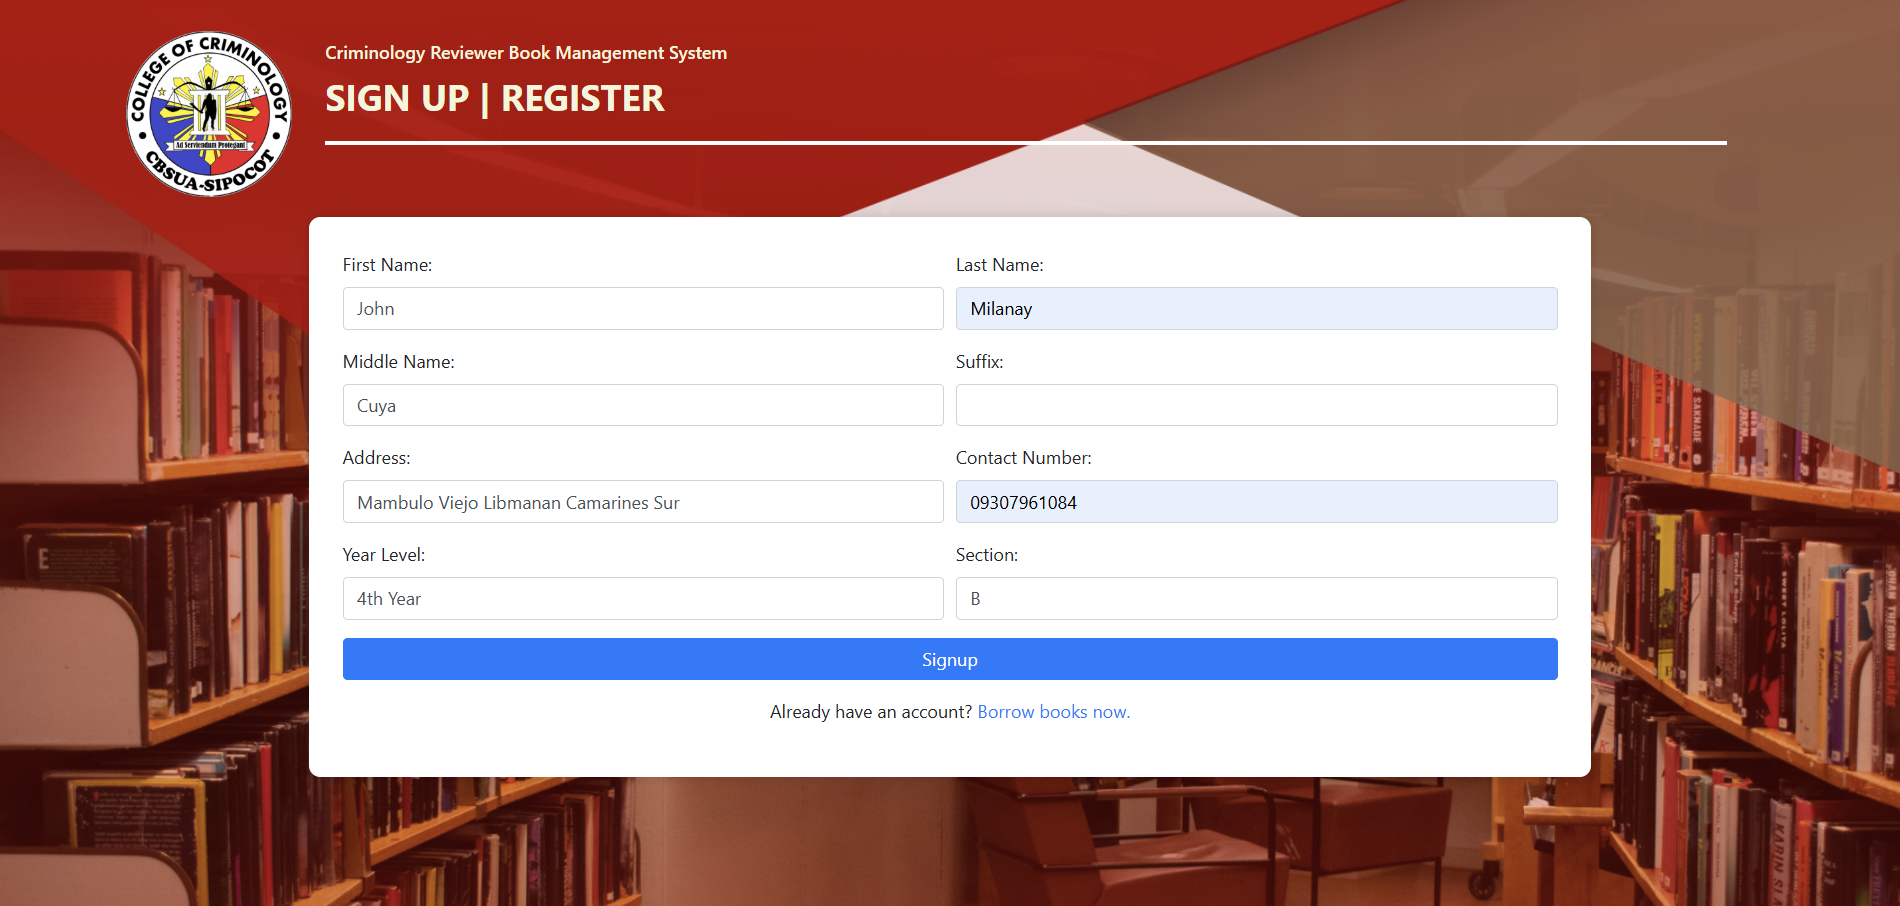 COLLEGE OF CRIMINOLOGY
Ad Serviendum Protegant
CBSUA-SIPOCOT
Criminology Reviewer Book Management System
SIGN UP | REGISTER
First Name:
Last Name:
John
Milanay
Middle Name:
Suffix:
Cuya
Address:
Contact Number:
Mambulo Viejo Libmanan Camarines Sur
09307961084
Year Level:
Section:
4th Year
B
Signup
Already have an account? Borrow books now.